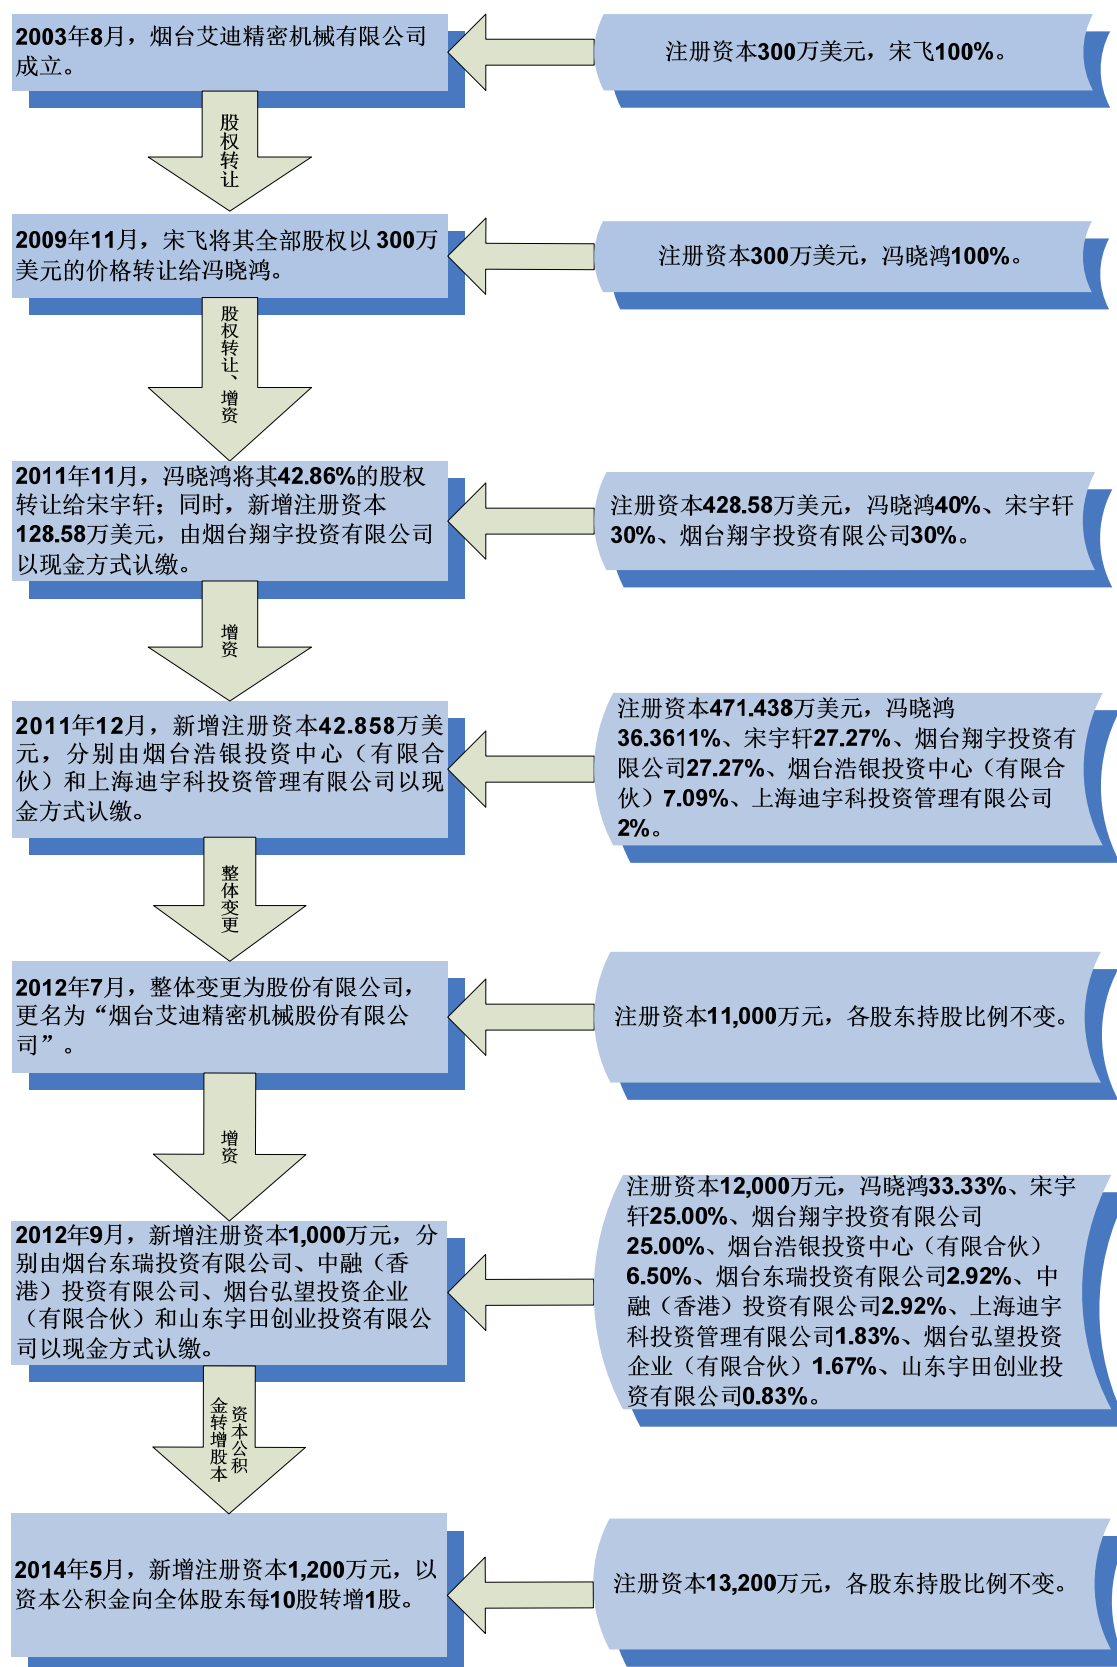 2003年8月，烟台艾迪精密机械有限公司
成立。
注册资本300万美元，宋飞100%。
股权转让
2009年11月，宋飞将其全部股权以 300万
美元的价格转让给冯晓鸿。
注册资本300万美元，冯晓鸿100%。
股权转让、增资
2011年11月，冯晓鸿将其42.86%的股权
转让给宋宇轩；同时，新增注册资本
128.58万美元，由烟台翔宇投资有限公司
以现金方式认缴。
注册资本428.58万美元，冯晓鸿40%、宋宇轩
30%、烟台翔宇投资有限公司30%。
增资
2011年12月，新增注册资本42.858万美
元，分别由烟台浩银投资中心（有限合
伙）和上海迪宇科投资管理有限公司以现
金方式认缴。
注册资本471.438万美元，冯晓鸿
36.3611%、宋宇轩27.27%、烟台翔宇投资有
限公司27.27%、烟台浩银投资中心（有限合
伙）7.09%、上海迪宇科投资管理有限公司
2%。
整体变更
2012年7月，整体变更为股份有限公司，
更名为“烟台艾迪精密机械股份有限公
司”。
注册资本11,000万元，各股东持股比例不变。
增资
2012年9月，新增注册资本1,000万元，分
别由烟台东瑞投资有限公司、中融（香
港）投资有限公司、烟台弘望投资企业
（有限合伙）和山东宇田创业投资有限公
司以现金方式认缴。
注册资本12,000万元，冯晓鸿33.33%、宋宇
轩25.00%、烟台翔宇投资有限公司
25.00%、烟台浩银投资中心（有限合伙）
6.50%、烟台东瑞投资有限公司2.92%、中
融（香港）投资有限公司2.92%、上海迪宇
科投资管理有限公司1.83%、烟台弘望投资
企业（有限合伙）1.67%、山东宇田创业投
资有限公司0.83%。
资本公积
金转增股本
2014年5月，新增注册资本1,200万元，以
资本公积金向全体股东每10股转增1股。
注册资本13,200万元，各股东持股比例不变。